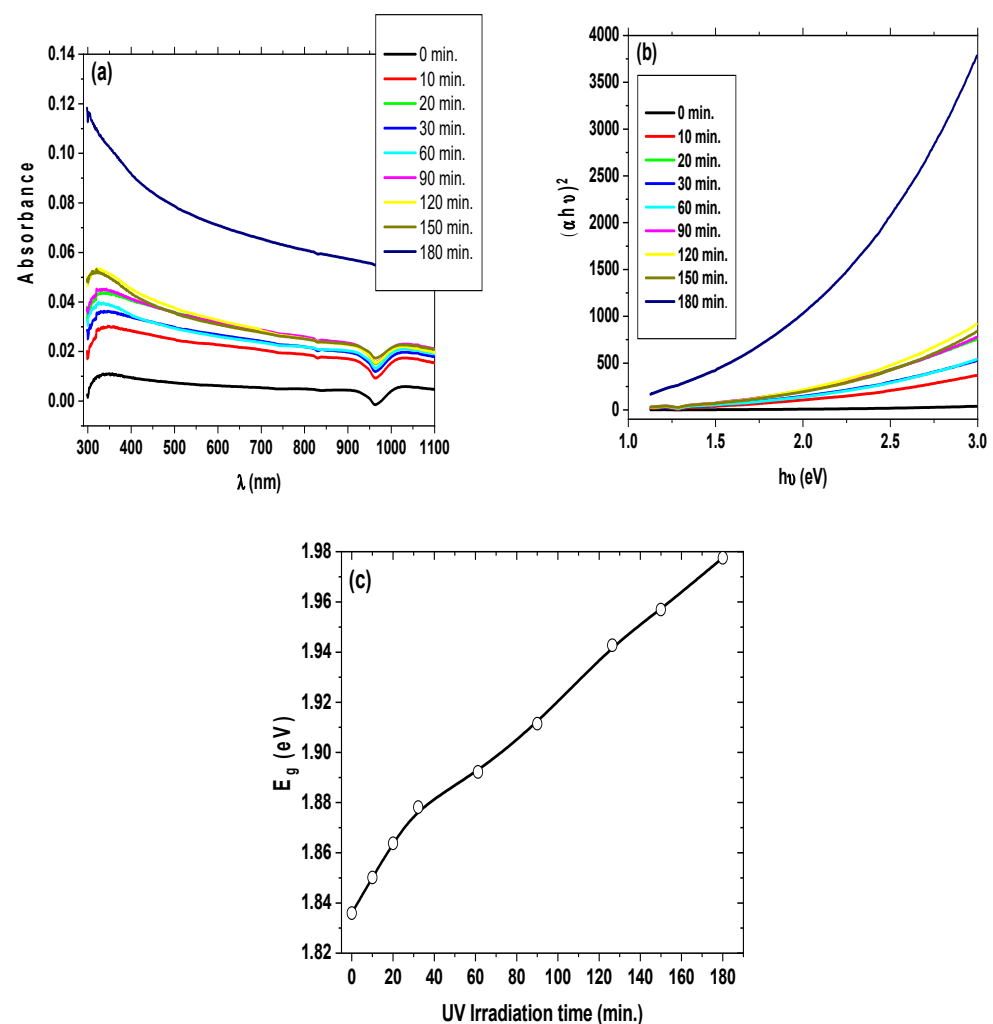 (a)
0.14
0.12
0.10
0.08
0.06
0.04
0.02
0.00
Absorbance
300 400 500 600 700 800 900 1000 1100
λ (nm)
0 min.
10 min.
20 min.
30 min.
60 min.
90 min.
120 min.
150 min.
180 min.
(b)
4000
3500
3000
2500
2000
1500
1000
500
0
(αhυ)²
1.0 1.5 2.0 2.5 3.0
hυ (eV)
0 min.
10 min.
20 min.
30 min.
60 min.
90 min.
120 min.
150 min.
180 min.
(c)
1.98
1.96
1.94
1.92
1.90
1.88
1.86
1.84
1.82
E_g (eV)
0 20 40 60 80 100 120 140 160 180
UV Irradiation time (min.)